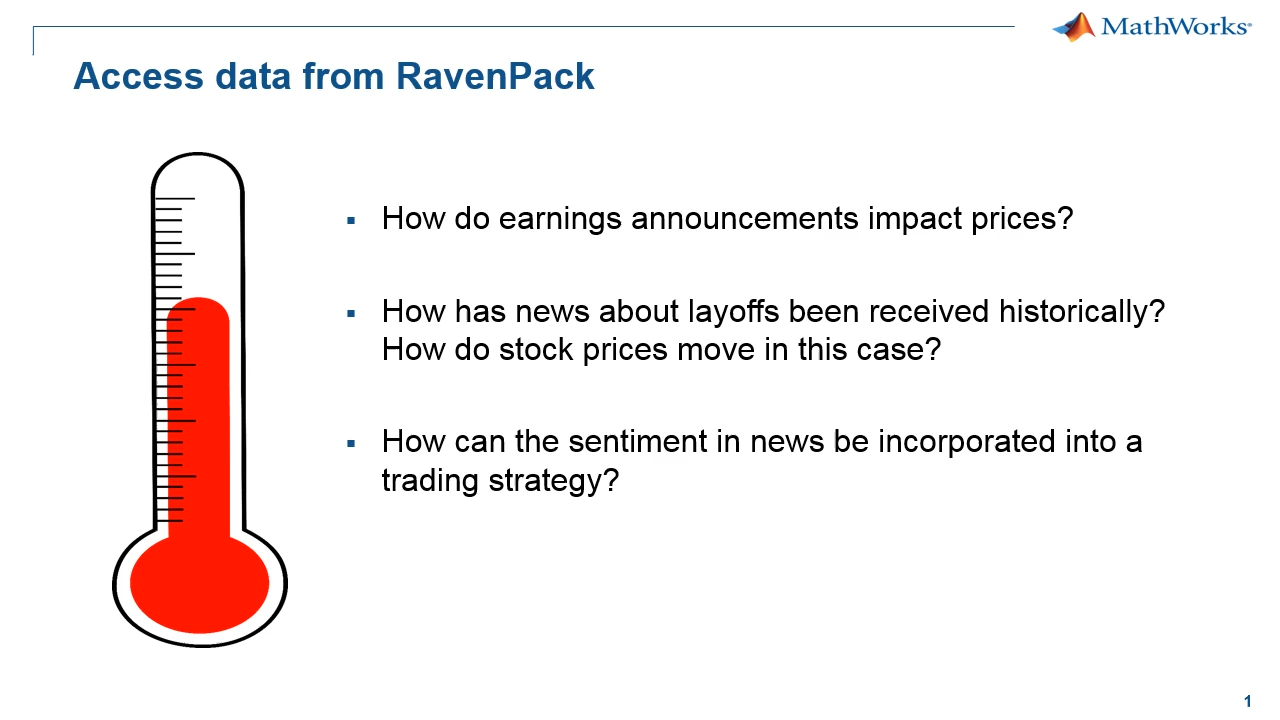 MathWorks®
Access data from RavenPack
▪ How do earnings announcements impact prices?
▪ How has news about layoffs been received historically?
How do stock prices move in this case?
▪ How can the sentiment in news be incorporated into a
trading strategy?
1